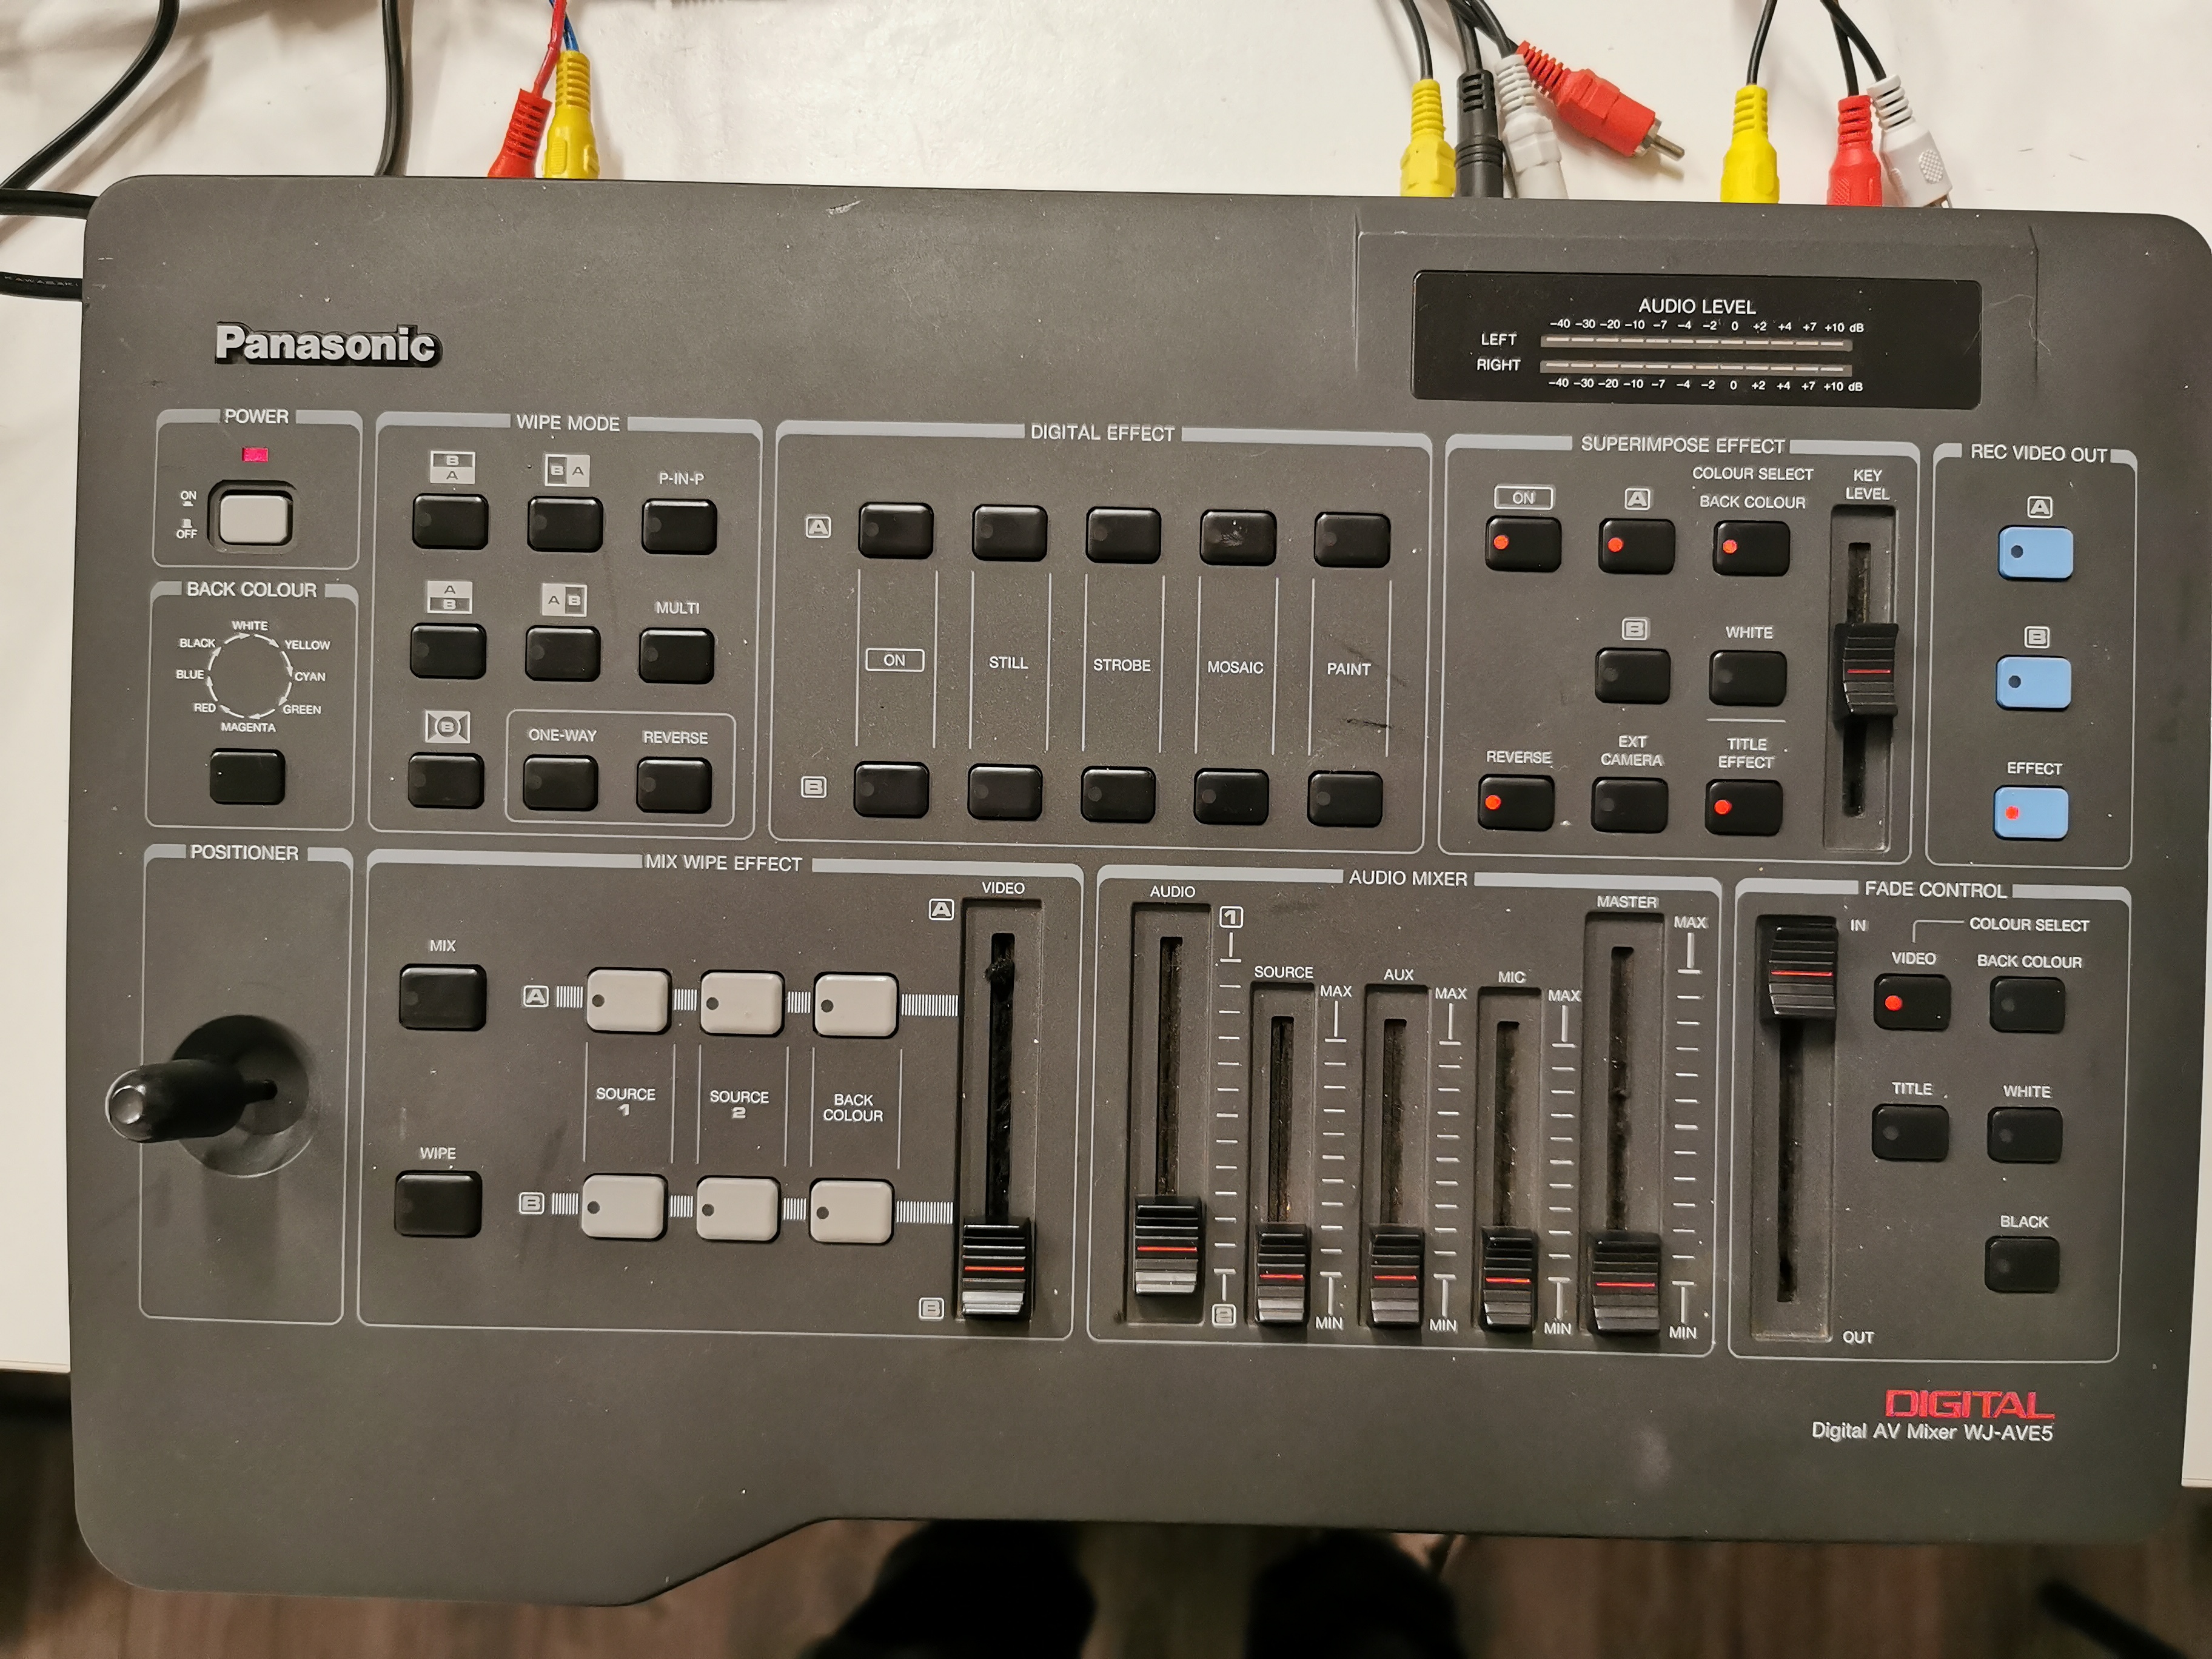 KAWASAKI
Panasonic
AUDIO LEVEL
-40 -30 -20 -10 -7 -4 -2 0 +2 +4 +7 +10 dB
LEFT
RIGHT
-40 -30 -20 -10 -7 -4 -2 0 +2 +4 +7 +10 dB
POWER
ON
OFF
BACK COLOUR
WHITE
BLACK
YELLOW
BLUE
CYAN
RED
GREEN
MAGENTA
WIPE MODE
B
A
B A
P-IN-P
A
B
A B
MULTI
B
ONE-WAY
REVERSE
DIGITAL EFFECT
A
ON
STILL
STROBE
MOSAIC
PAINT
B
SUPERIMPOSE EFFECT
COLOUR SELECT
ON
A
BACK COLOUR
KEY
LEVEL
B
WHITE
REVERSE
EXT
CAMERA
TITLE
EFFECT
REC VIDEO OUT
A
B
EFFECT
POSITIONER
MIX WIPE EFFECT
VIDEO
A
MIX
A
SOURCE
1
SOURCE
2
BACK
COLOUR
WIPE
B
B
AUDIO MIXER
AUDIO
1
2
SOURCE
MAX
MIN
AUX
MAX
MIN
MIC
MAX
MIN
MASTER
MAX
MIN
FADE CONTROL
IN
COLOUR SELECT
VIDEO
BACK COLOUR
TITLE
WHITE
BLACK
OUT
DIGITAL
Digital AV Mixer WJ-AVE5